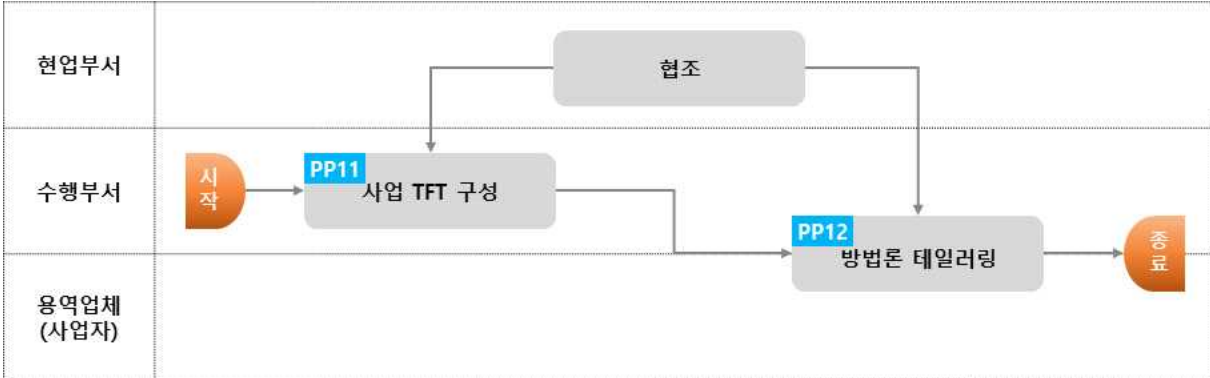 현업부서
협조
수행부서
시
작
PP11
사업 TFT 구성
PP12
방법론 테일러링
종
료
용역업체
(사업자)